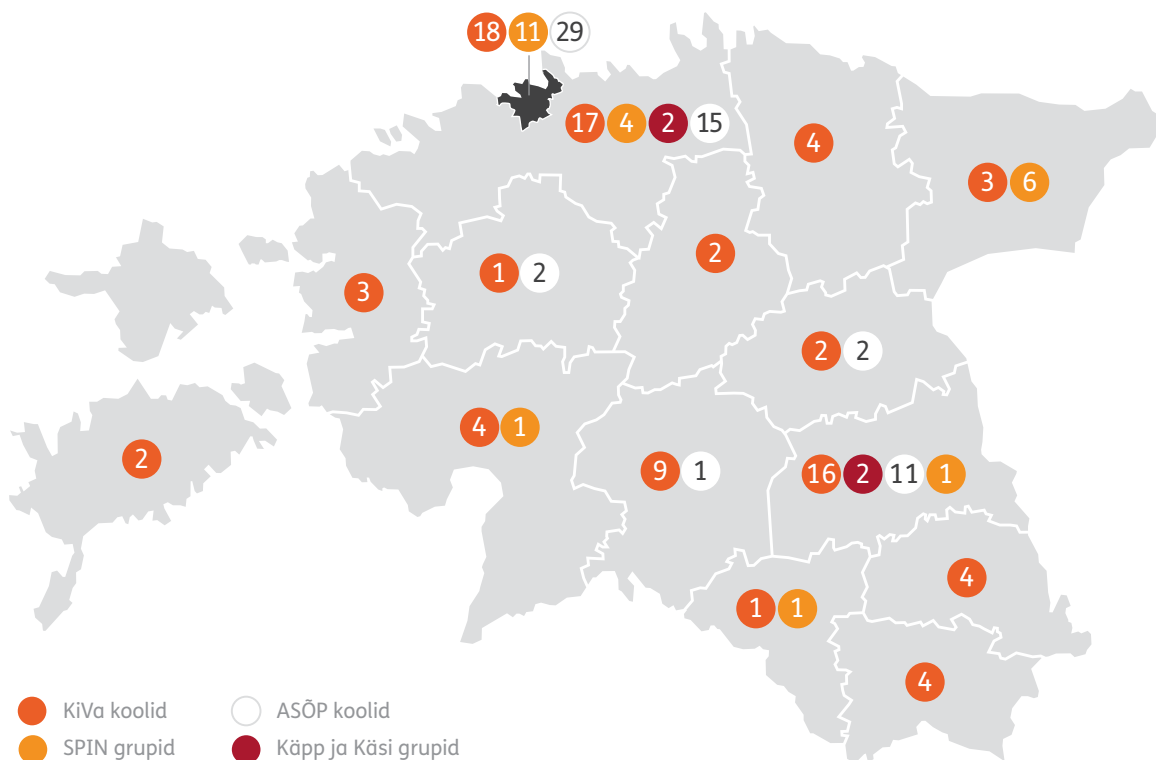 18 11 29
17 4 2 15
4
3 6
2
1 2
3
2 2
4 1
2
9 1
16 2 11 1
4
1 1
4
KiVa koolid
ASÕP koolid
SPIN grupid
Käpp ja Käsi grupid